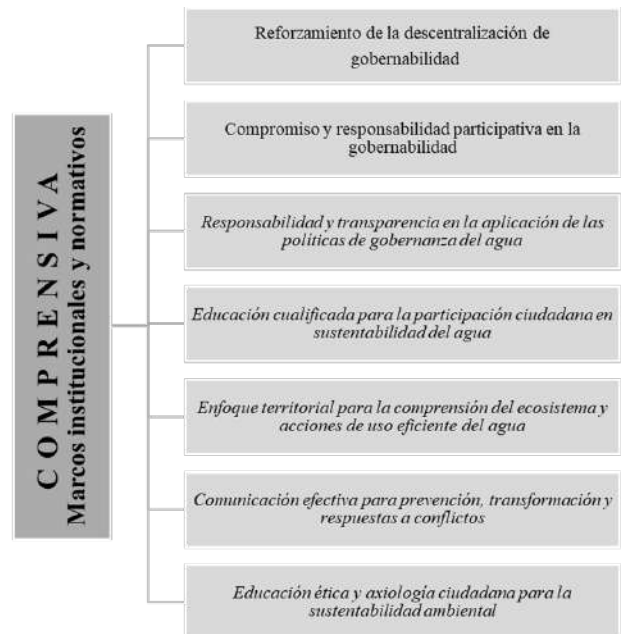 COMPRENSIVA
Marcos institucionales y normativos
Reforzamiento de la descentralización de
gobernabilidad
Compromiso y responsabilidad participativa en la
gobernabilidad
Responsabilidad y transparencia en la aplicación de las
políticas de gobernanza del agua
Educación cualificada para la participación ciudadana en
sustentabilidad del agua
Enfoque territorial para la comprensión del ecosistema y
acciones de uso eficiente del agua
Comunicación efectiva para prevención, transformación y
respuestas a conflictos
Educación ética y axiología ciudadana para la
sustentabilidad ambiental